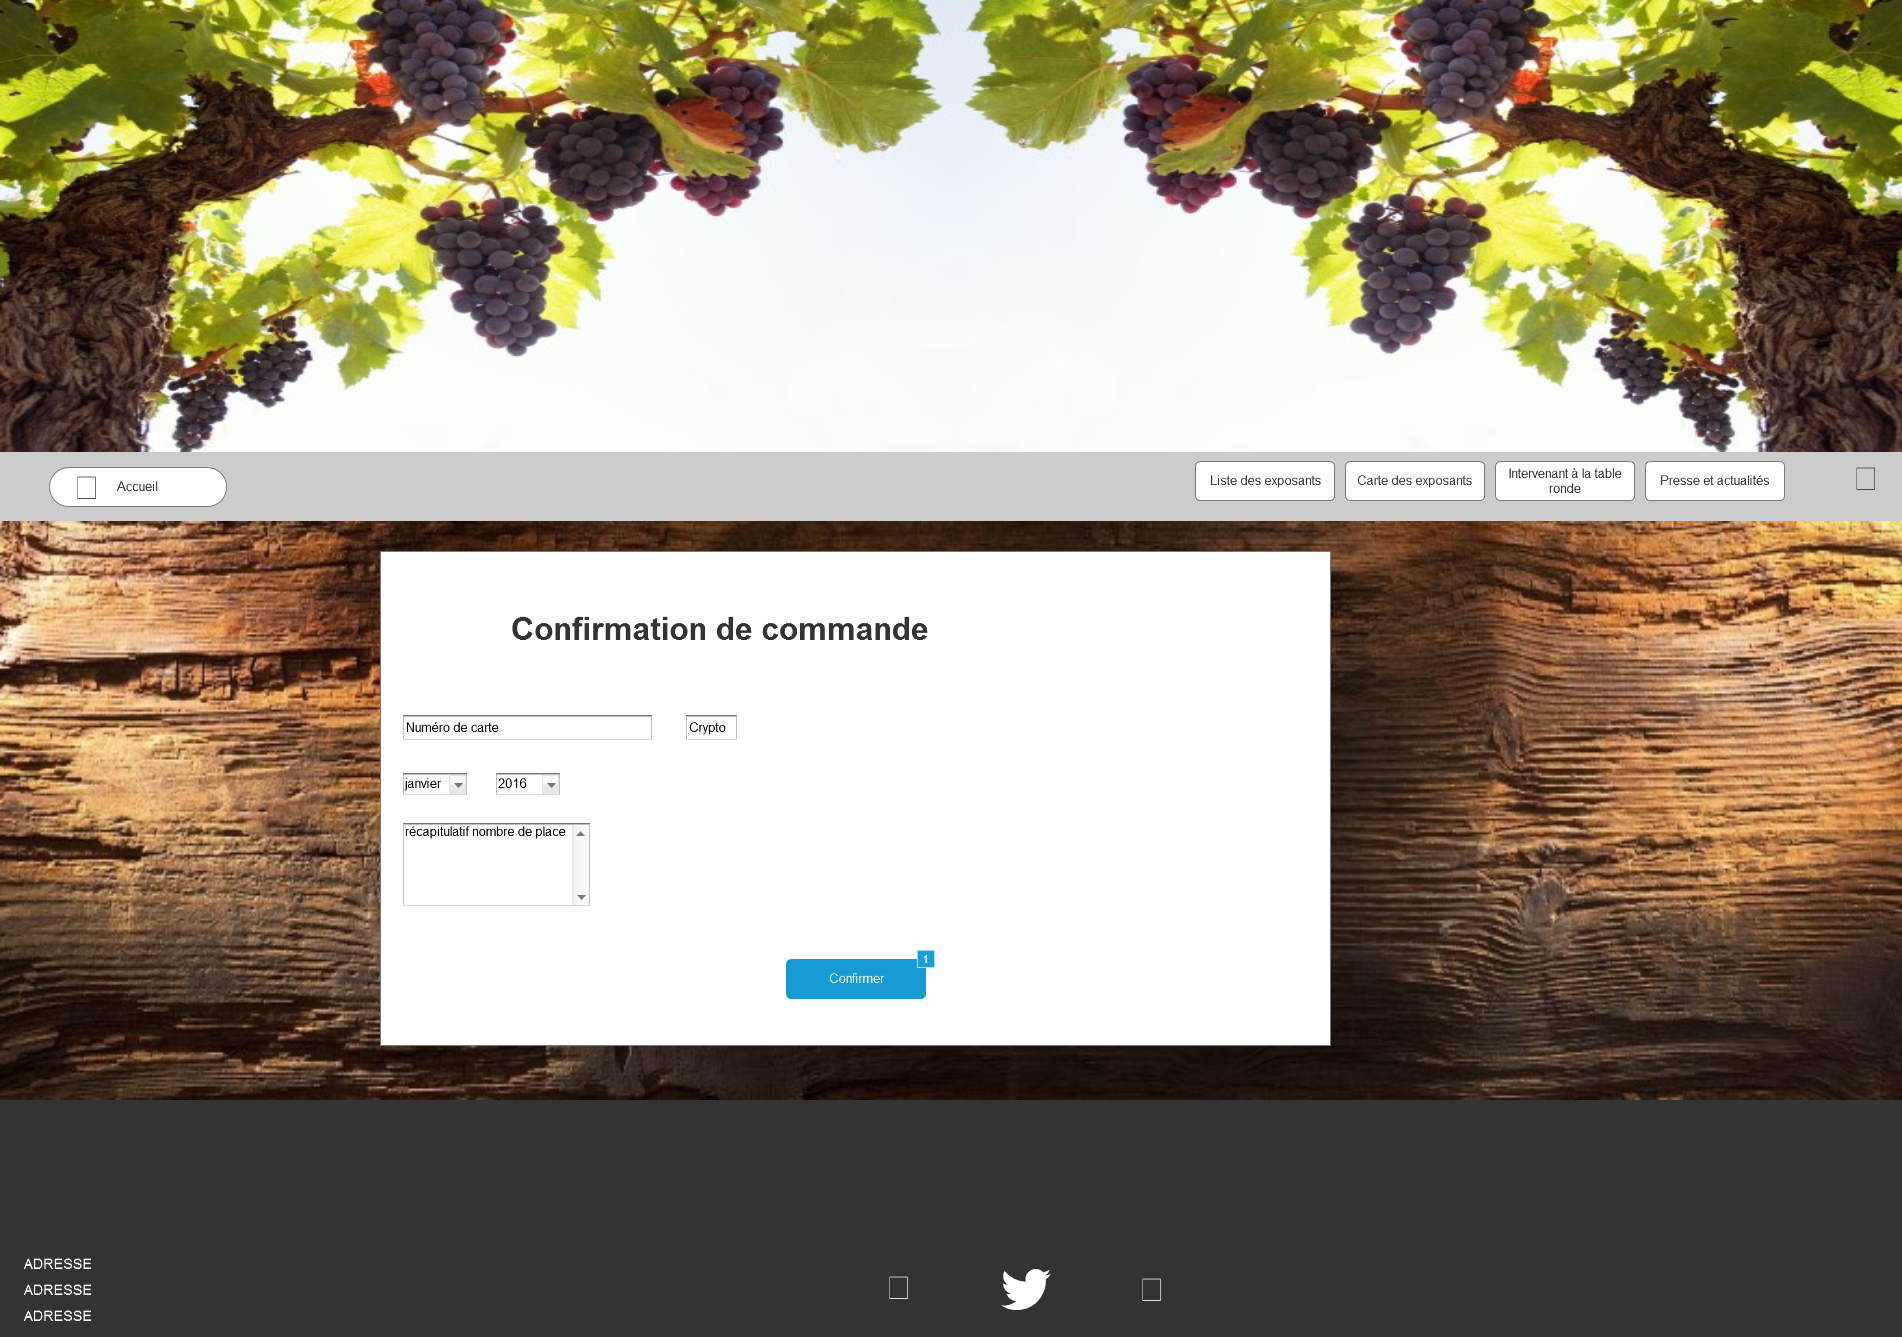 Accueil
Liste des exposants
Carte des exposants
Intervenant à la table
ronde
Presse et actualités
Confirmation de commande
Numéro de carte
Crypto
janvier
2016
récapitulatif nombre de place
1
Confirmer
ADRESSE
ADRESSE
ADRESSE